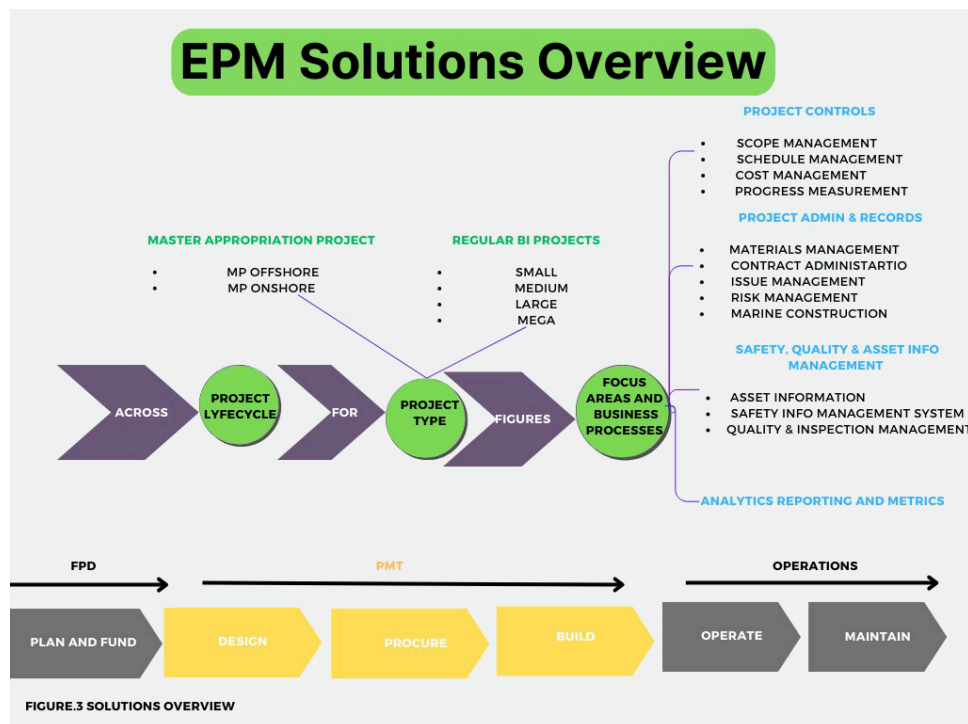 EPM Solutions Overview
PROJECT CONTROLS
• SCOPE MANAGEMENT
• SCHEDULE MANAGEMENT
• COST MANAGEMENT
• PROGRESS MEASUREMENT
PROJECT ADMIN & RECORDS
• MATERIALS MANAGEMENT
• CONTRACT ADMINISTARTIO
• ISSUE MANAGEMENT
• RISK MANAGEMENT
• MARINE CONSTRUCTION
MASTER APPROPRIATION PROJECT
• MP OFFSHORE
• MP ONSHORE
REGULAR BI PROJECTS
• SMALL
• MEDIUM
• LARGE
• MEGA
SAFETY, QUALITY & ASSET INFO
MANAGEMENT
• ASSET INFORMATION
• SAFETY INFO MANAGEMENT SYSTEM
• QUALITY & INSPECTION MANAGEMENT
ACROSS
PROJECT
LYFECYCLE
FOR
PROJECT
TYPE
FIGURES
FOCUS
AREAS AND
BUSINESS
PROCESSES
ANALYTICS REPORTING AND METRICS
FPD
PMT
OPERATIONS
PLAN AND FUND
DESIGN
PROCURE
BUILD
OPERATE
MAINTAIN
FIGURE.3 SOLUTIONS OVERVIEW